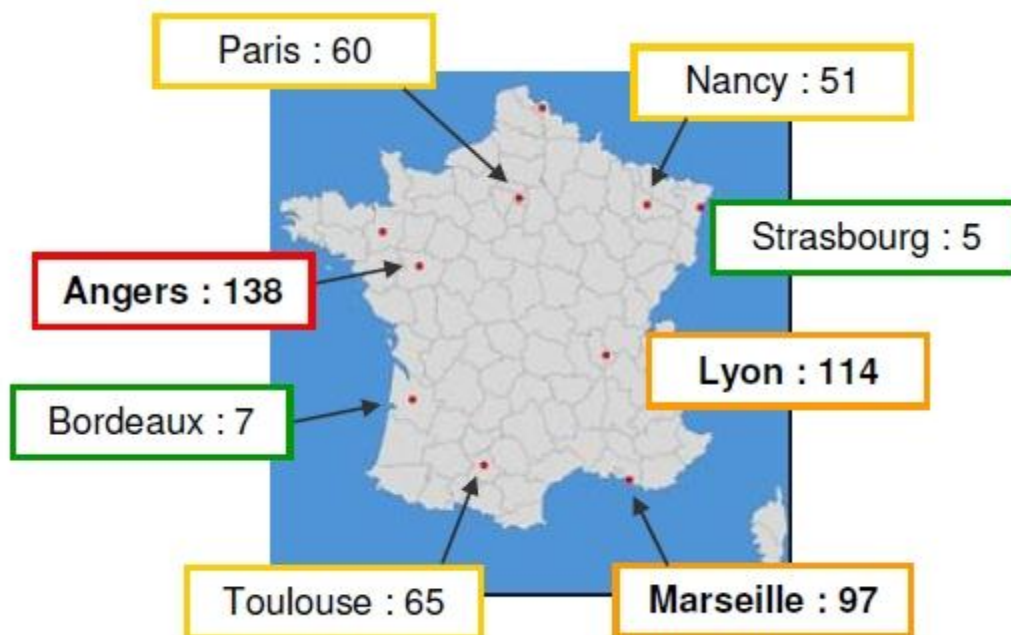 Paris : 60
Nancy : 51
Strasbourg : 5
Angers : 138
Lyon : 114
Bordeaux : 7
Toulouse : 65
Marseille : 97